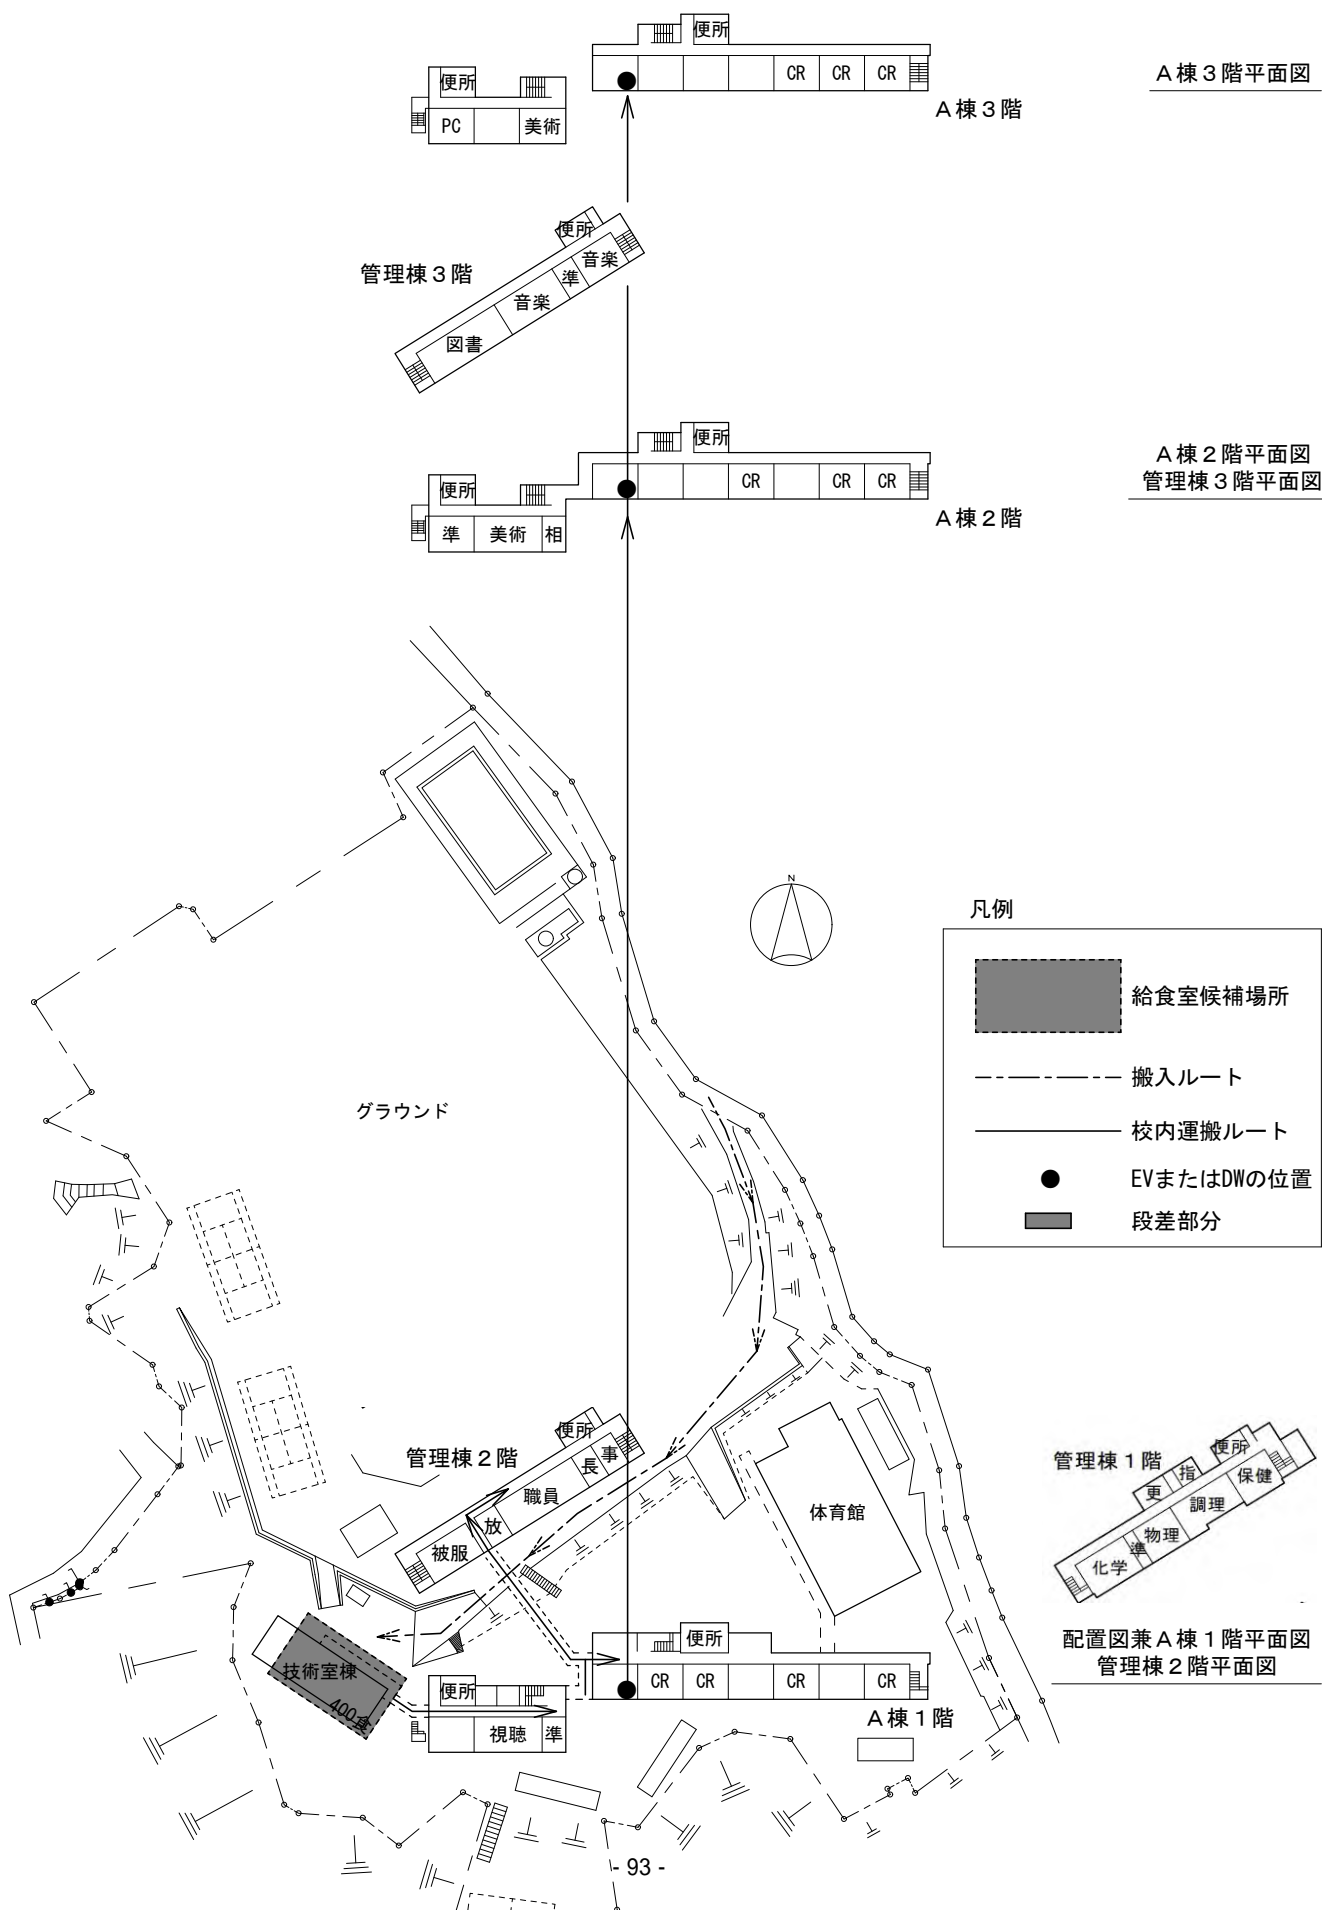 便所
CR CR CR
A棟3階平面図
便所
PC 美術
A棟3階
便所
音楽
準
音楽
図書
管理棟3階
便所
CR CR CR
A棟2階平面図
管理棟3階平面図
便所
準 美術 相
A棟2階
N
凡例
給食室候補場所
搬入ルート
校内運搬ルート
EVまたはDWの位置
段差部分
グラウンド
管理棟2階
便所
事
長
職員
放
被服
体育館
管理棟1階
便所
指
更
保健
調理
物理
準
化学
配置図兼A棟1階平面図
管理棟2階平面図
便所
CR CR CR CR
A棟1階
技術室棟
400食
便所
視聴 準
- 93 -